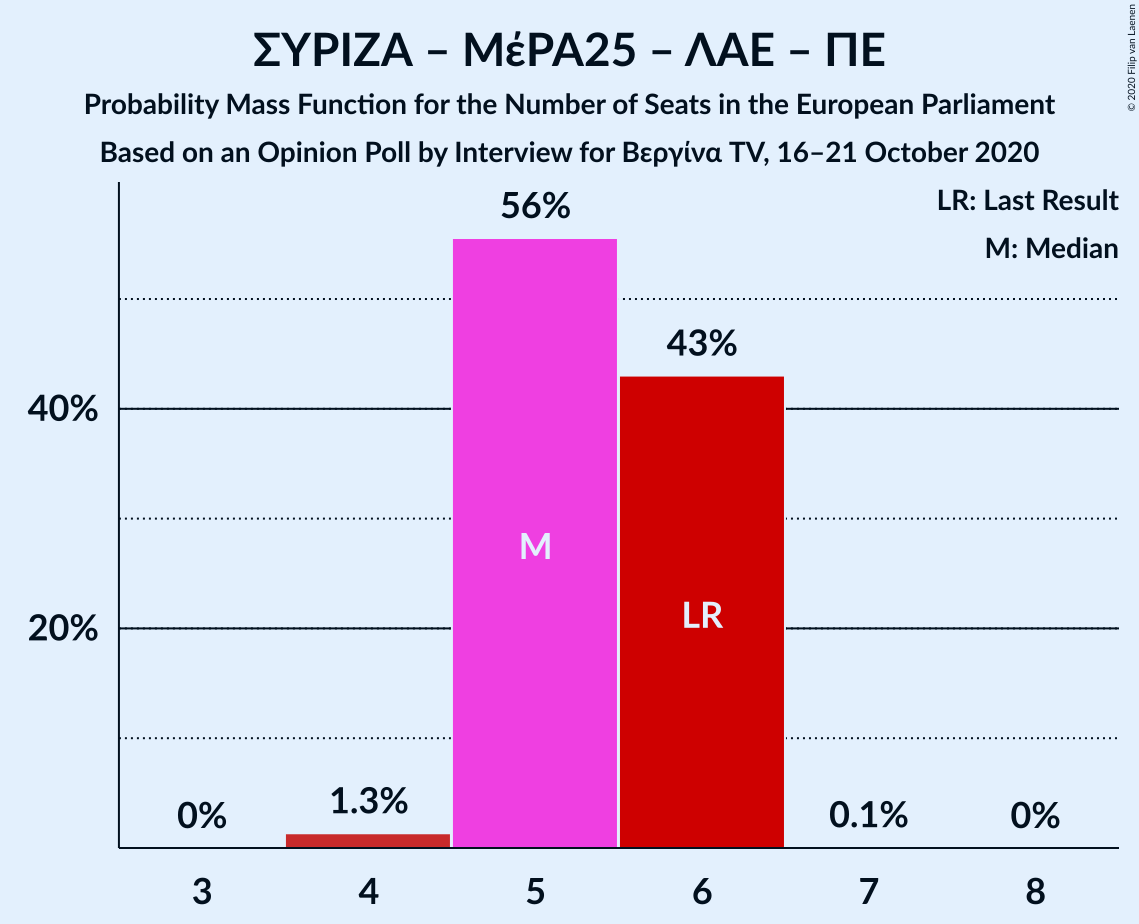 ΣΥΡΙΖΑ – ΜέΡΑ25 – ΛΑΕ – ΠΕ
Probability Mass Function for the Number of Seats in the European Parliament
Based on an Opinion Poll by Interview for Βεργίνα TV, 16–21 October 2020
© 2020 Filip van Laenen
LR: Last Result
M: Median
56%
43%
40%
M
LR
20%
0%
1.3%
0.1%
0%
3
4
5
6
7
8